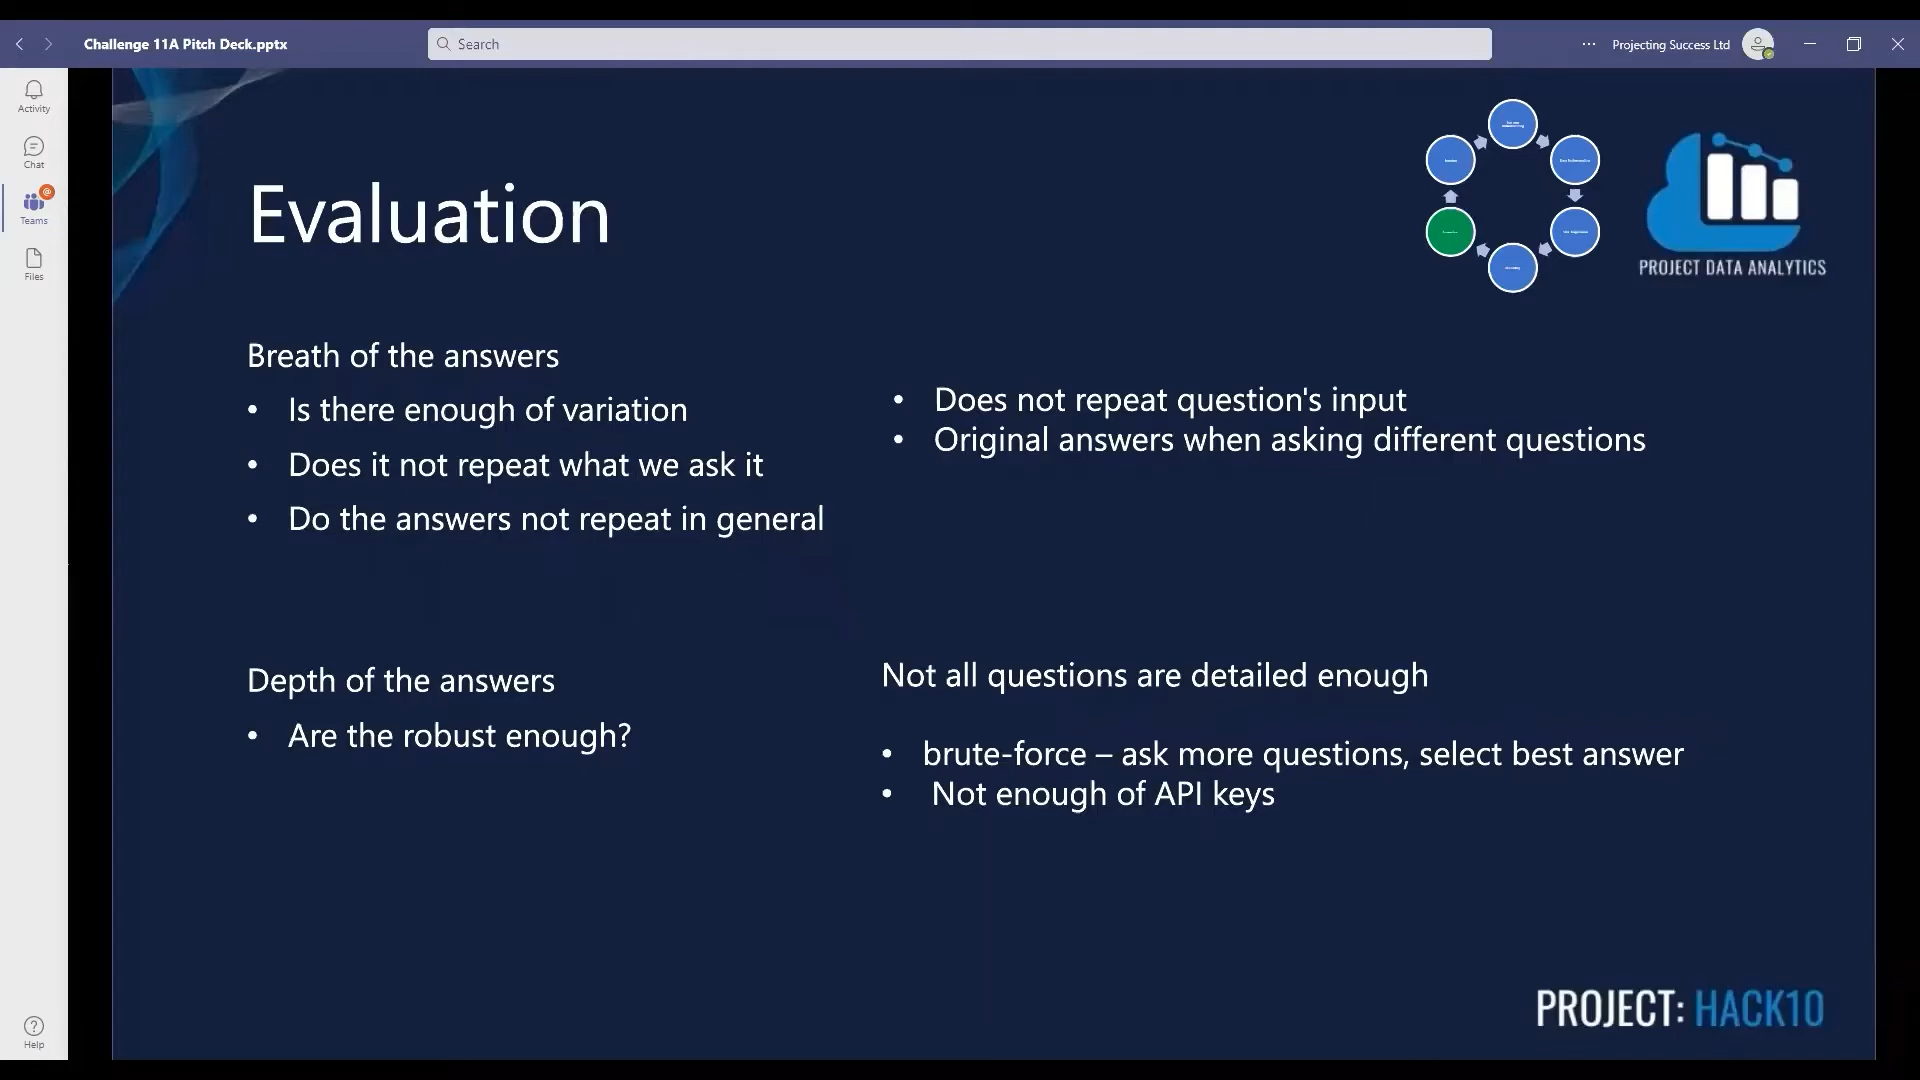 Challenge 11A Pitch Deck.pptx
Search
Projecting Success Ltd
Activity
Chat
Teams
Files
Help
Evaluation
PROJECT DATA ANALYTICS
Breath of the answers
• Is there enough of variation
• Does it not repeat what we ask it
• Do the answers not repeat in general
• Does not repeat question's input
• Original answers when asking different questions
Depth of the answers
• Are the robust enough?
Not all questions are detailed enough
• brute-force – ask more questions, select best answer
• Not enough of API keys
PROJECT: HACK10